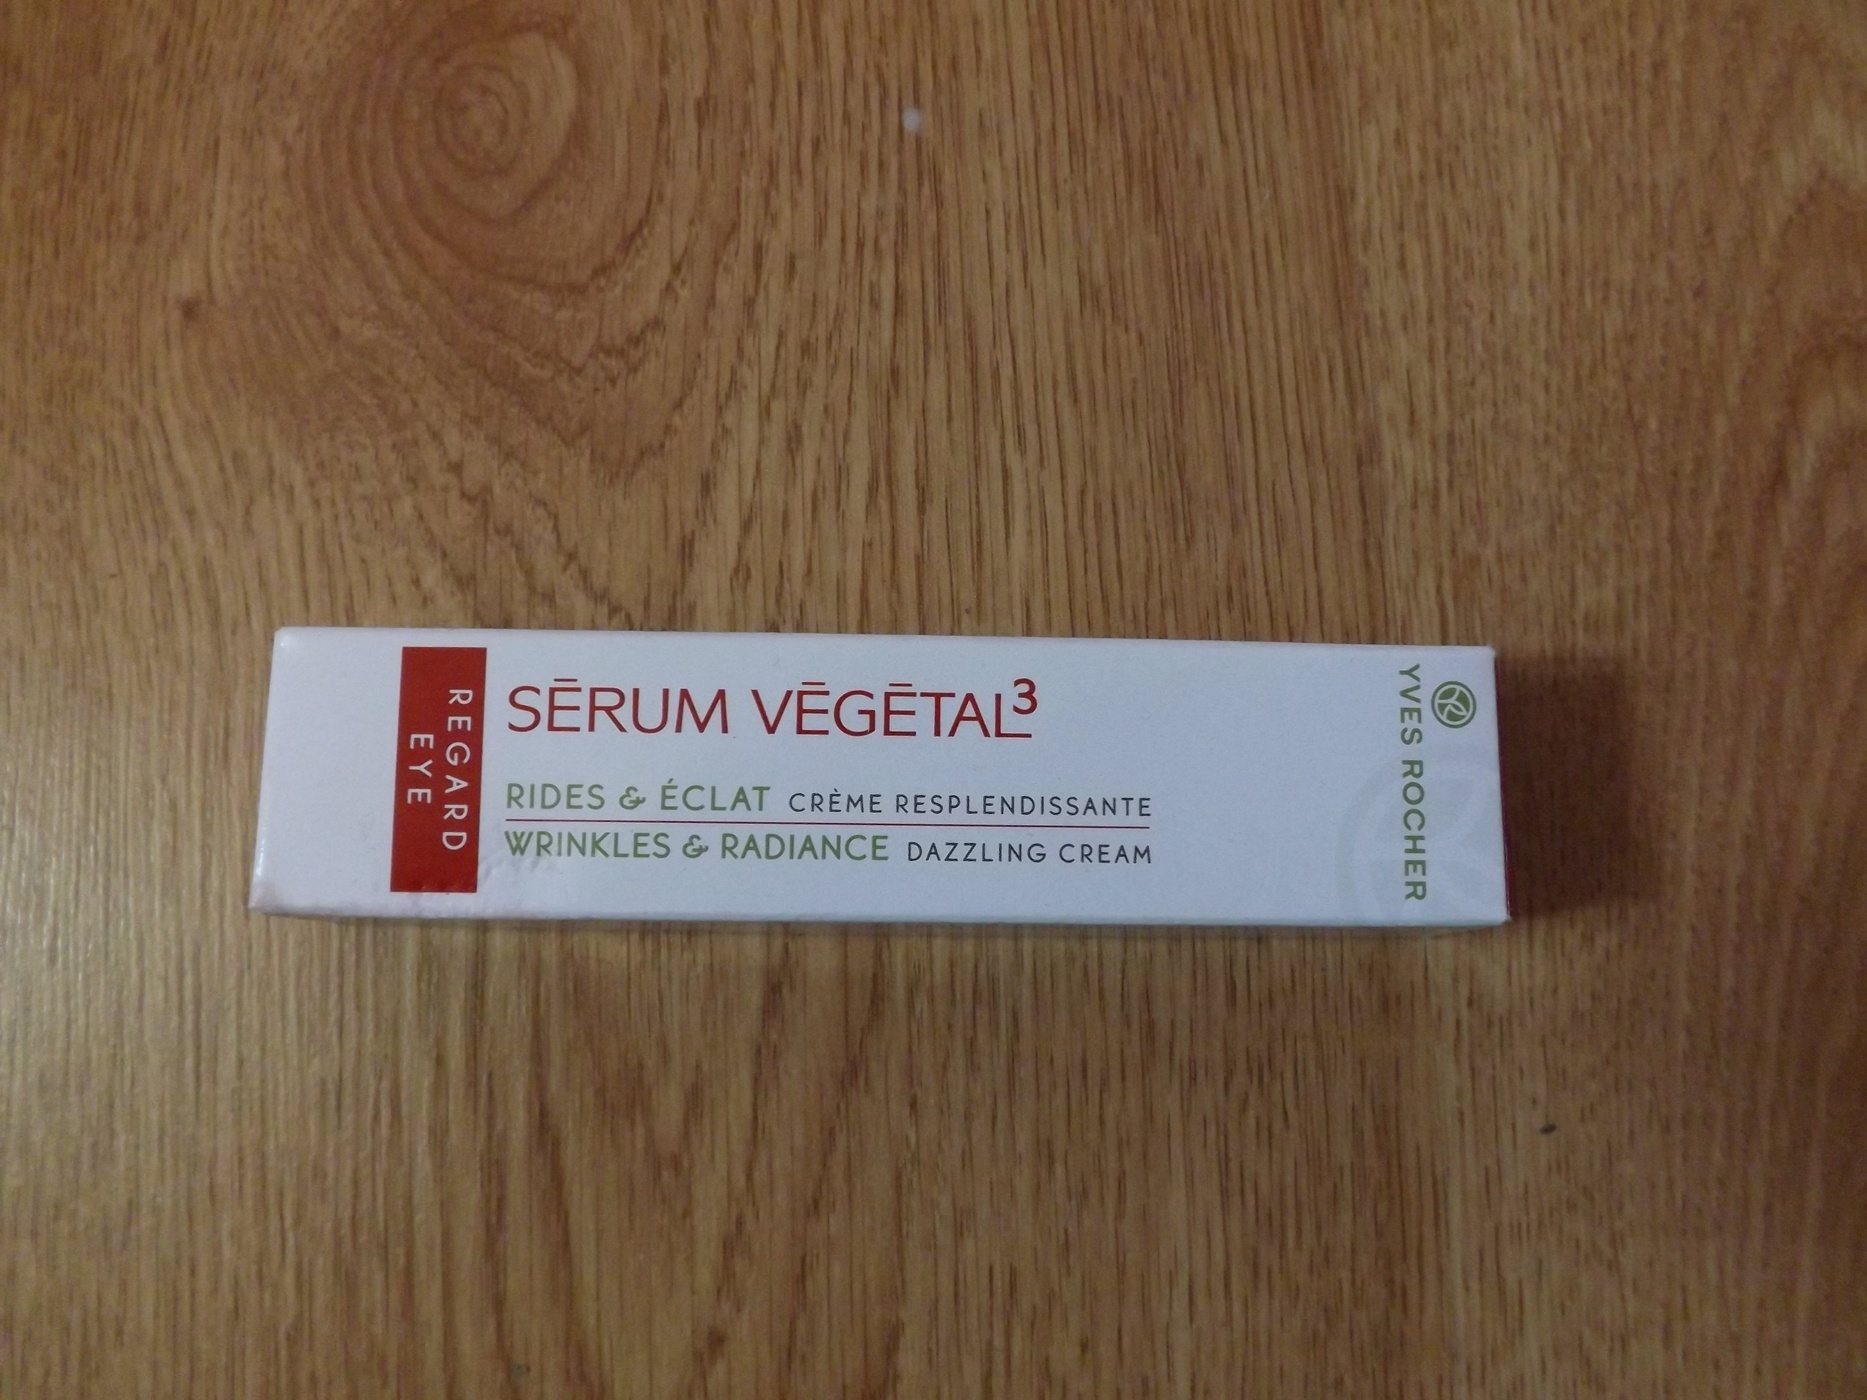 REGARD
EYE
SĒRUM VĒGĒTAL³
RIDES & ÉCLAT CRÈME RESPLENDISSANTE
WRINKLES & RADIANCE DAZZLING CREAM
YVES ROCHER